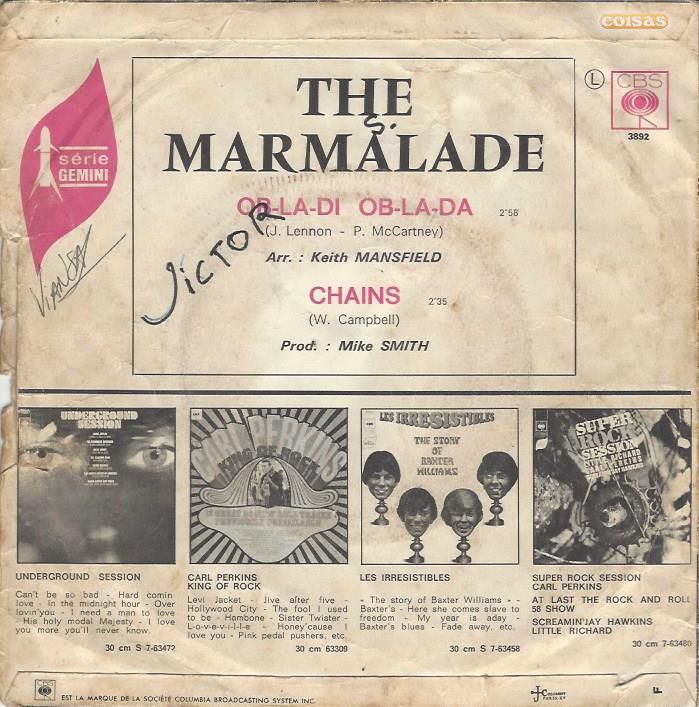 coisas
THE
S.
MARMALADE
L
CBS
3892
série
GEMINI
OB-LA-DI OB-LA-DA 2'58
(J. Lennon - P. McCartney)
Arr. : Keith MANSFIELD
VICTOR
CHAINS 2'35
(W. Campbell)
Prod. : Mike SMITH
UNDERGROUND
SESSION
CARL PERKINS
KING OF ROCK
LES IRRESISTIBLES
THE STORY
OF
BAXTER
WILLIAMS
SUPER
ROCK
SESSION
UNDERGROUND SESSION
Can't be so bad - Hard comin
love - In the midnight hour - Over
lovin'you - I need a man to love
- His holy modal Majesty - I love
you more you'll never know.
30 cm S 7-63472
CARL PERKINS
KING OF ROCK
Levi Jacket - Jive after five -
Hollywood City - The fool I used
to be - Hambone - Sister Twister -
L-o-v-e-v-i-l-l-e - Honey'cause I
love you - Pink pedal pushers, etc.
30 cm 63309
LES IRRESISTIBLES
« The story of Baxter Williams » -
Baxter's - Here she comes slave to
freedom - My year is aday -
Baxter's blues - Fade away, etc.
30 cm S 7-63458
SUPER ROCK SESSION
CARL PERKINS
AT LAST THE ROCK AND ROLL
58 SHOW
SCREAMIN'JAY HAWKINS
LITTLE RICHARD
30 cm S 7-63480
CBS
EST LA MARQUE DE LA SOCIÉTÉ COLUMBIA BROADCASTING SYSTEM INC.